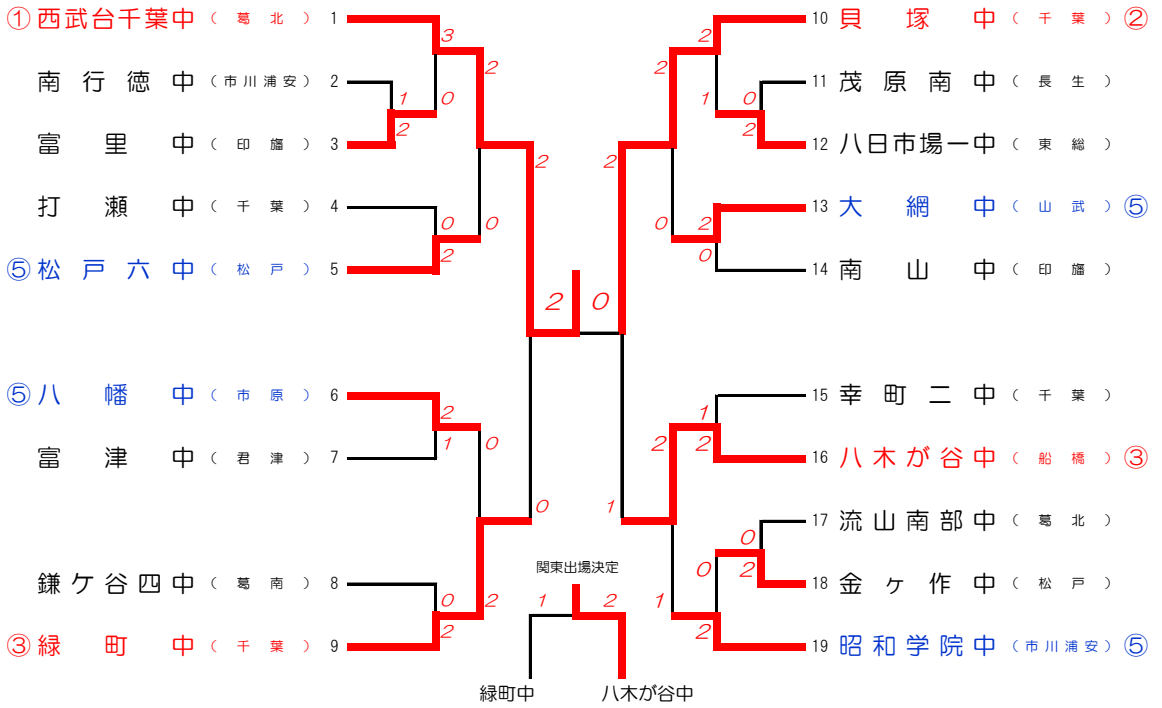 ①西武台千葉中（葛北）1
南行徳中（市川浦安）2
富里中（印旛）3
打瀬中（千葉）4
⑤松戸六中（松戸）5
⑤八幡中（市原）6
富津中（君津）7
鎌ケ谷四中（葛南）8
③緑町中（千葉）9
3
2
1 0
2
2
0 0
2
2
1 0
0
0 2
2
2 0
2
2
1 0
2
2
0 2
0
1
2 2
1
0
0 2
1
2
関東出場決定
1 2
緑町中 八木が谷中
10 貝塚中（千葉）②
11 茂原南中（長生）
12 八日市場一中（東総）
13 大網中（山武）⑤
14 南山中（印旛）
15 幸町二中（千葉）
16 八木が谷中（船橋）③
17 流山南部中（葛北）
18 金ヶ作中（松戸）
19 昭和学院中（市川浦安）⑤